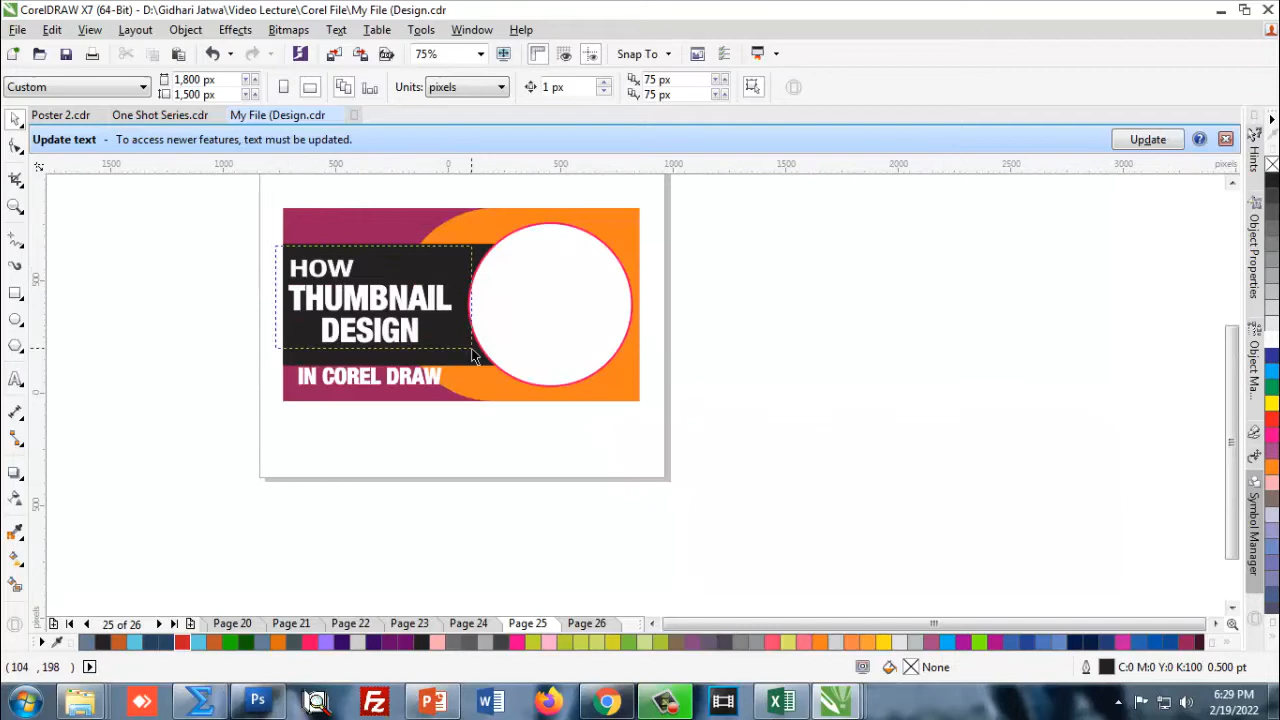 CorelDRAW X7 (64-Bit) - D:\Gidhari Jatwa\Video Lecture\Corel File\My File (Design.cdr
File Edit View Layout Object Effects Bitmaps Text Table Tools Window Help
75% Snap To
Custom 1,800 px 1,500 px Units: pixels 1 px 75 px 75 px
Poster 2.cdr One Shot Series.cdr My File (Design.cdr
Update text - To access newer features, text must be updated. Update
1500 1000 500 0 500 1000 1500 2000 2500 3000 pixels
500
0
500
pixels
HOW
THUMBNAIL
DESIGN
IN COREL DRAW
Hints
Object Properties
Object Ma...
Symbol Manager
25 of 26 Page 20 Page 21 Page 22 Page 23 Page 24 Page 25 Page 26
(104 , 198 ) None C:0 M:0 Y:0 K:100 0.500 pt
6:29 PM
2/19/2022